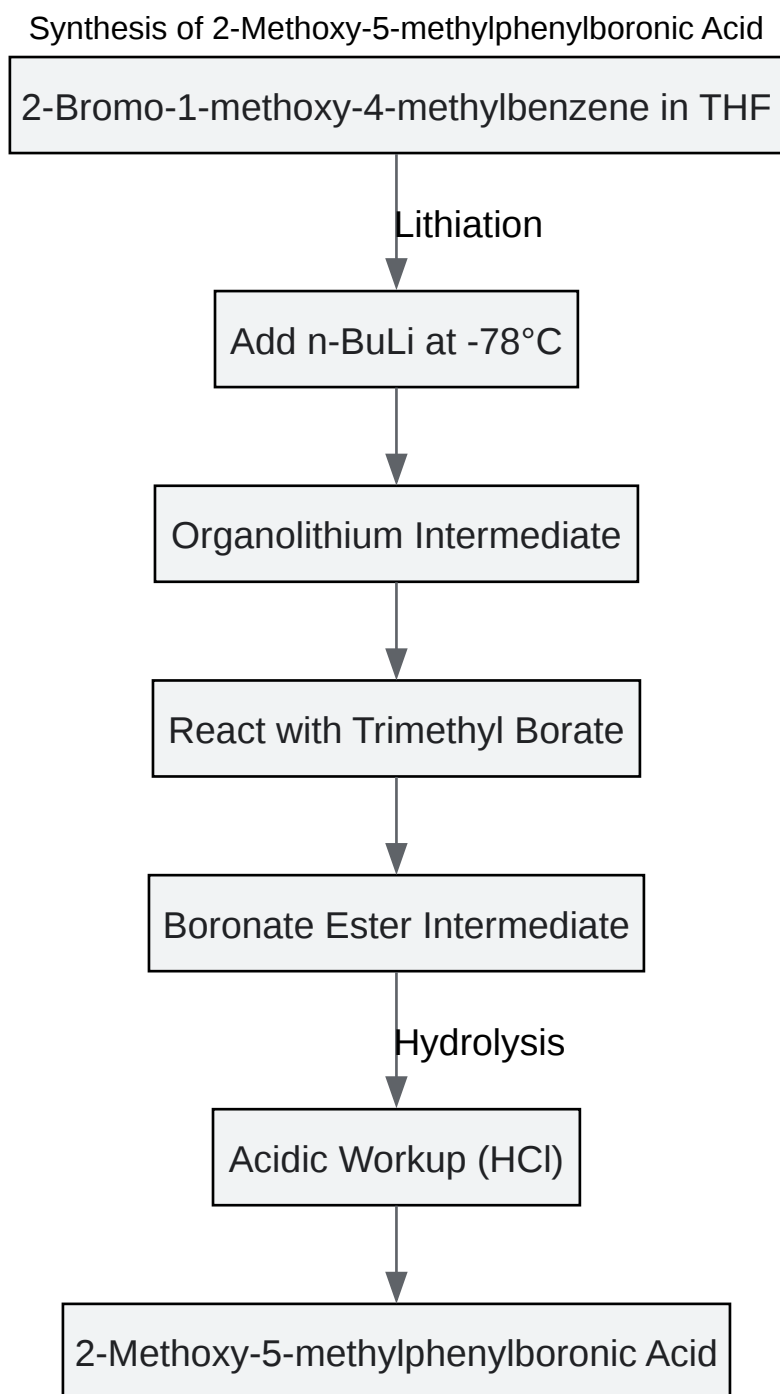 Synthesis of 2-Methoxy-5-methylphenylboronic Acid
2-Bromo-1-methoxy-4-methylbenzene in THF
Lithiation
Add n-BuLi at -78°C
Organolithium Intermediate
React with Trimethyl Borate
Boronate Ester Intermediate
Hydrolysis
Acidic Workup (HCl)
2-Methoxy-5-methylphenylboronic Acid